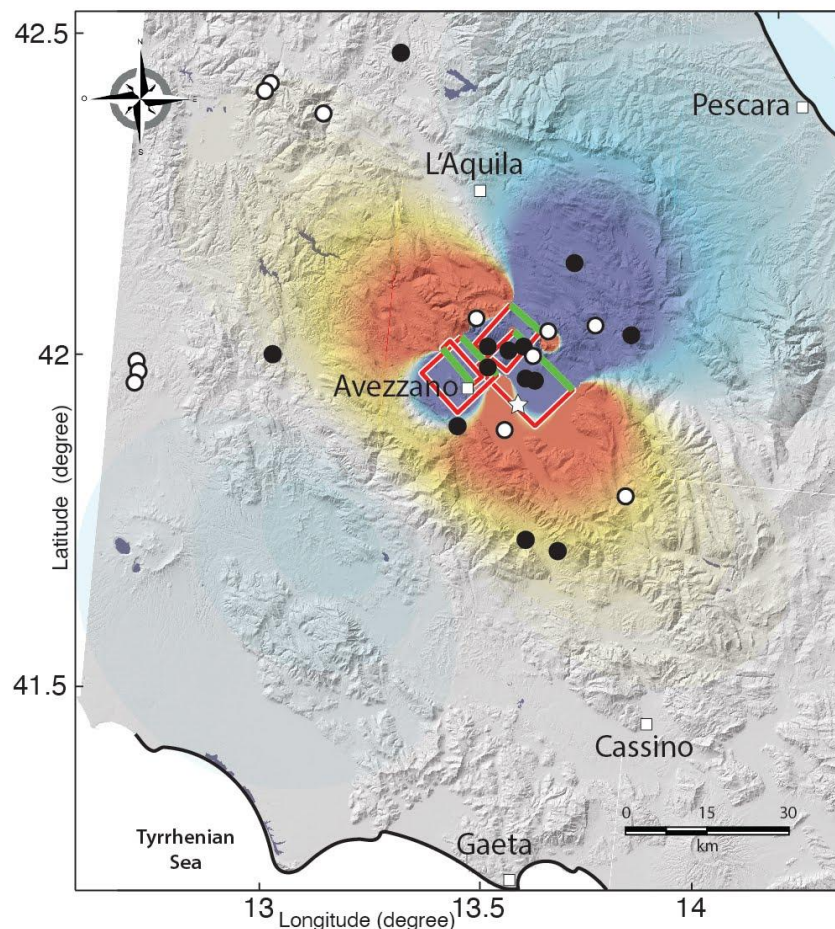 42.5
N
O
E
S
Pescara
L'Aquila
42
Avezzano
Latitude (degree)
41.5
Cassino
0 15 30
km
Tyrrhenian
Sea
Gaeta
13 13.5 14
Longitude (degree)